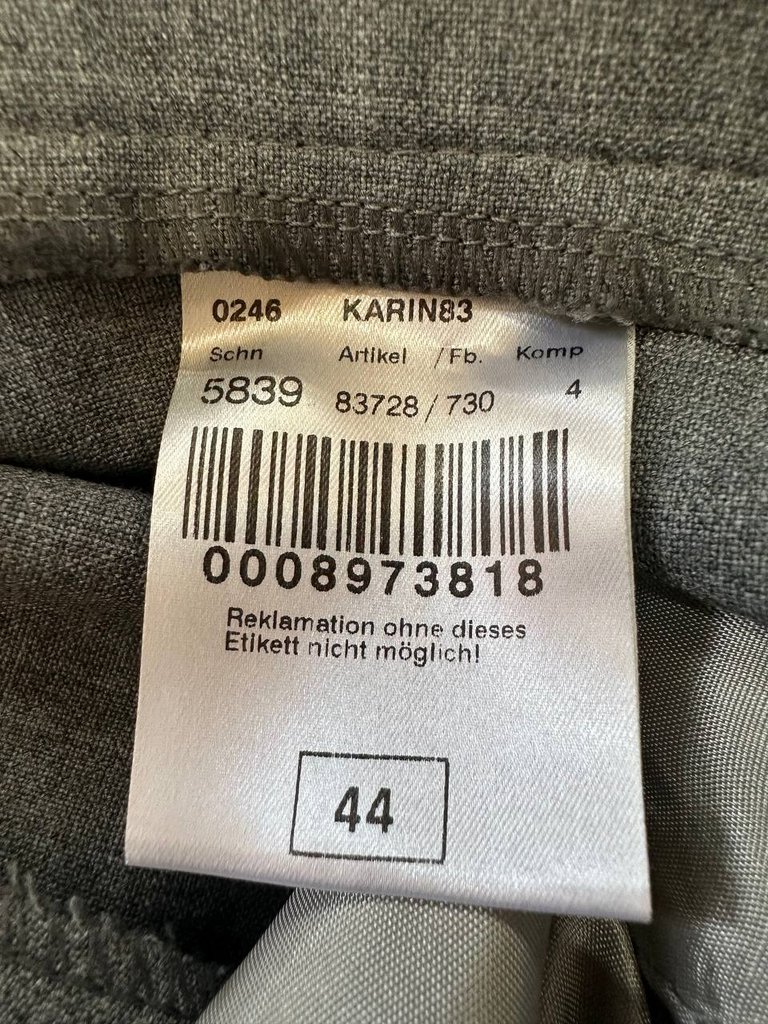 0246 KARIN83
Schn Artikel /Fb. Komp
5839 83728/730 4
0008973818
Reklamation ohne dieses
Etikett nicht möglich!
44